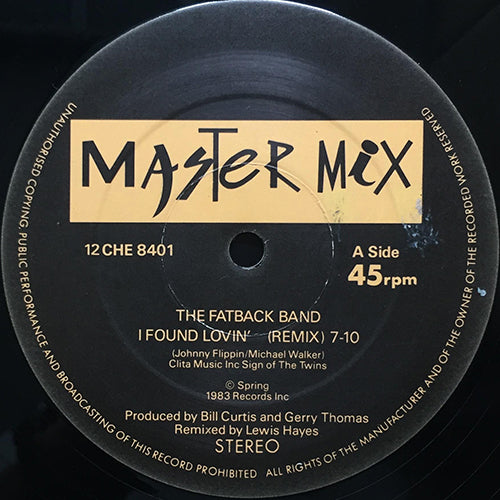 MASTER MiX
12 CHE 8401
A Side
45rpm
THE FATBACK BAND
I FOUND LOVIN' (REMIX) 7-10
(Johnny Flippin/Michael Walker)
Clita Music Inc Sign of The Twins
© Spring
1983 Records Inc
Produced by Bill Curtis and Gerry Thomas
Remixed by Lewis Hayes
STEREO
UNAUTHORISED COPYING, PUBLIC PERFORMANCE AND BROADCASTING OF THIS RECORD PROHIBITED ALL RIGHTS OF THE MANUFACTURER AND OF THE OWNER OF THE RECORDED WORK RESERVED